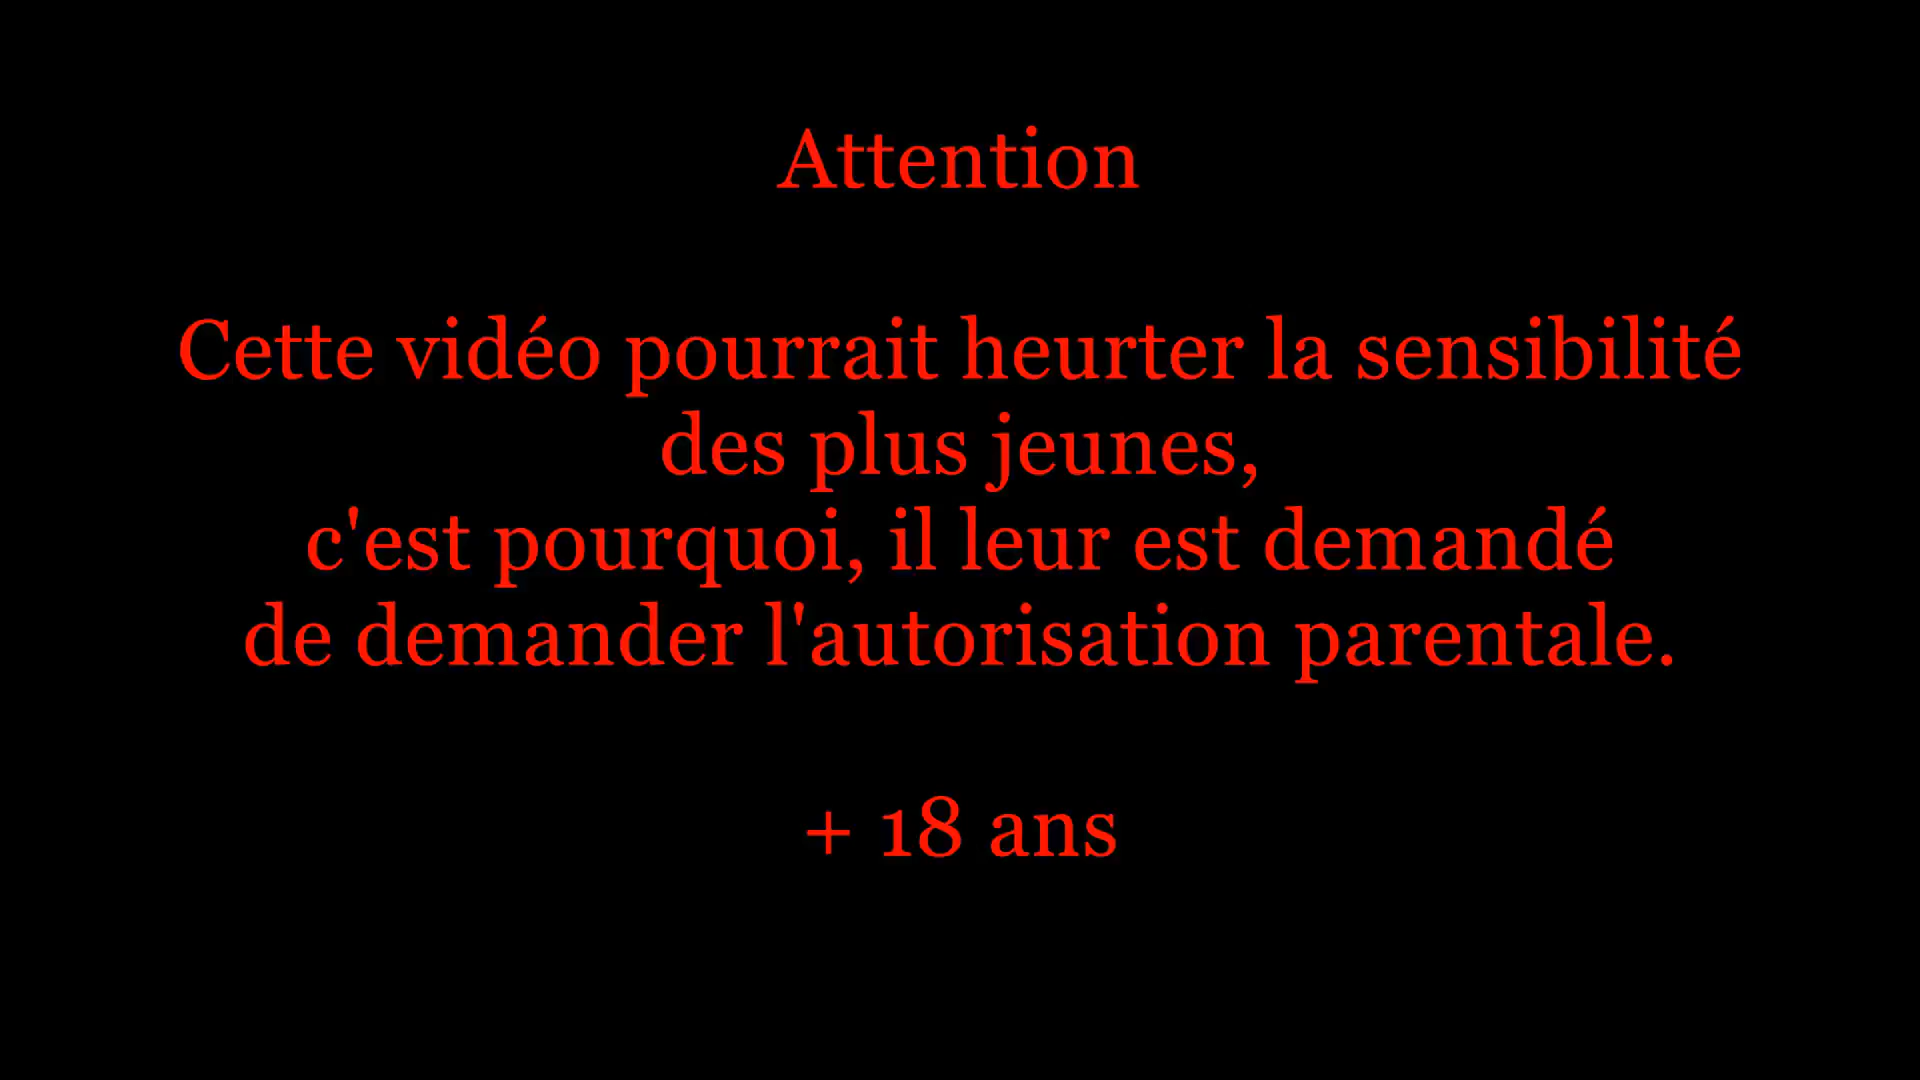 Attention
Cette vidéo pourrait heurter la sensibilité
des plus jeunes,
c'est pourquoi, il leur est demandé
de demander l'autorisation parentale.
+ 18 ans